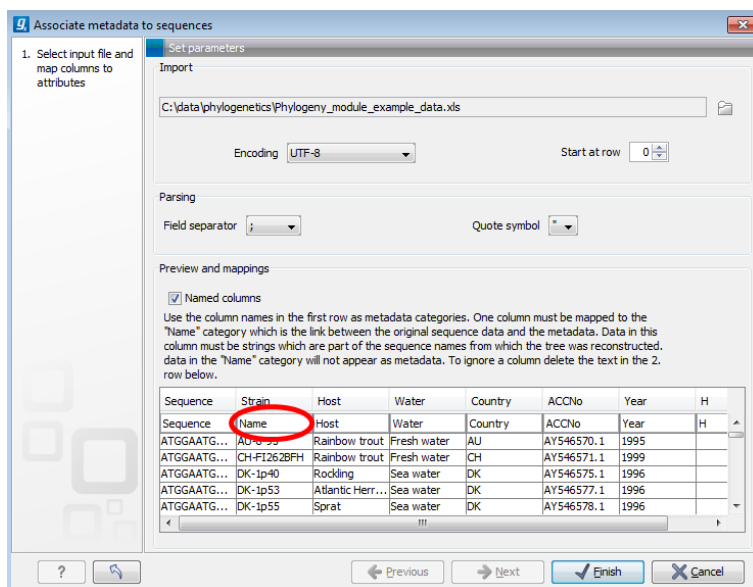 Associate metadata to sequences
1. Select input file and
map columns to
attributes
Set parameters
Import
C:\data\phylogenetics\Phylogeny_module_example_data.xls
Encoding UTF-8 Start at row 0
Parsing
Field separator ; Quote symbol "
Preview and mappings
Named columns
Use the column names in the first row as metadata categories. One column must be mapped to the
"Name" category which is the link between the original sequence data and the metadata. Data in this
column must be strings which are part of the sequence names from which the tree was reconstructed.
data in the "Name" category will not appear as metadata. To ignore a column delete the text in the 2.
row below.
Sequence Strain Host Water Country ACCNo Year H
Sequence Name Host Water Country ACCNo Year H
ATGGAATG... Rainbow trout Fresh water AU AY546570.1 1995
ATGGAATG... CH-FI262BFH Rainbow trout Fresh water CH AY546571.1 1999
ATGGAATG... DK-1p40 Rockling Sea water DK AY546575.1 1996
ATGGAATG... DK-1p53 Atlantic Herr... Sea water DK AY546577.1 1996
ATGGAATG... DK-1p55 Sprat Sea water DK AY546578.1 1996
? Previous Next Finish Cancel